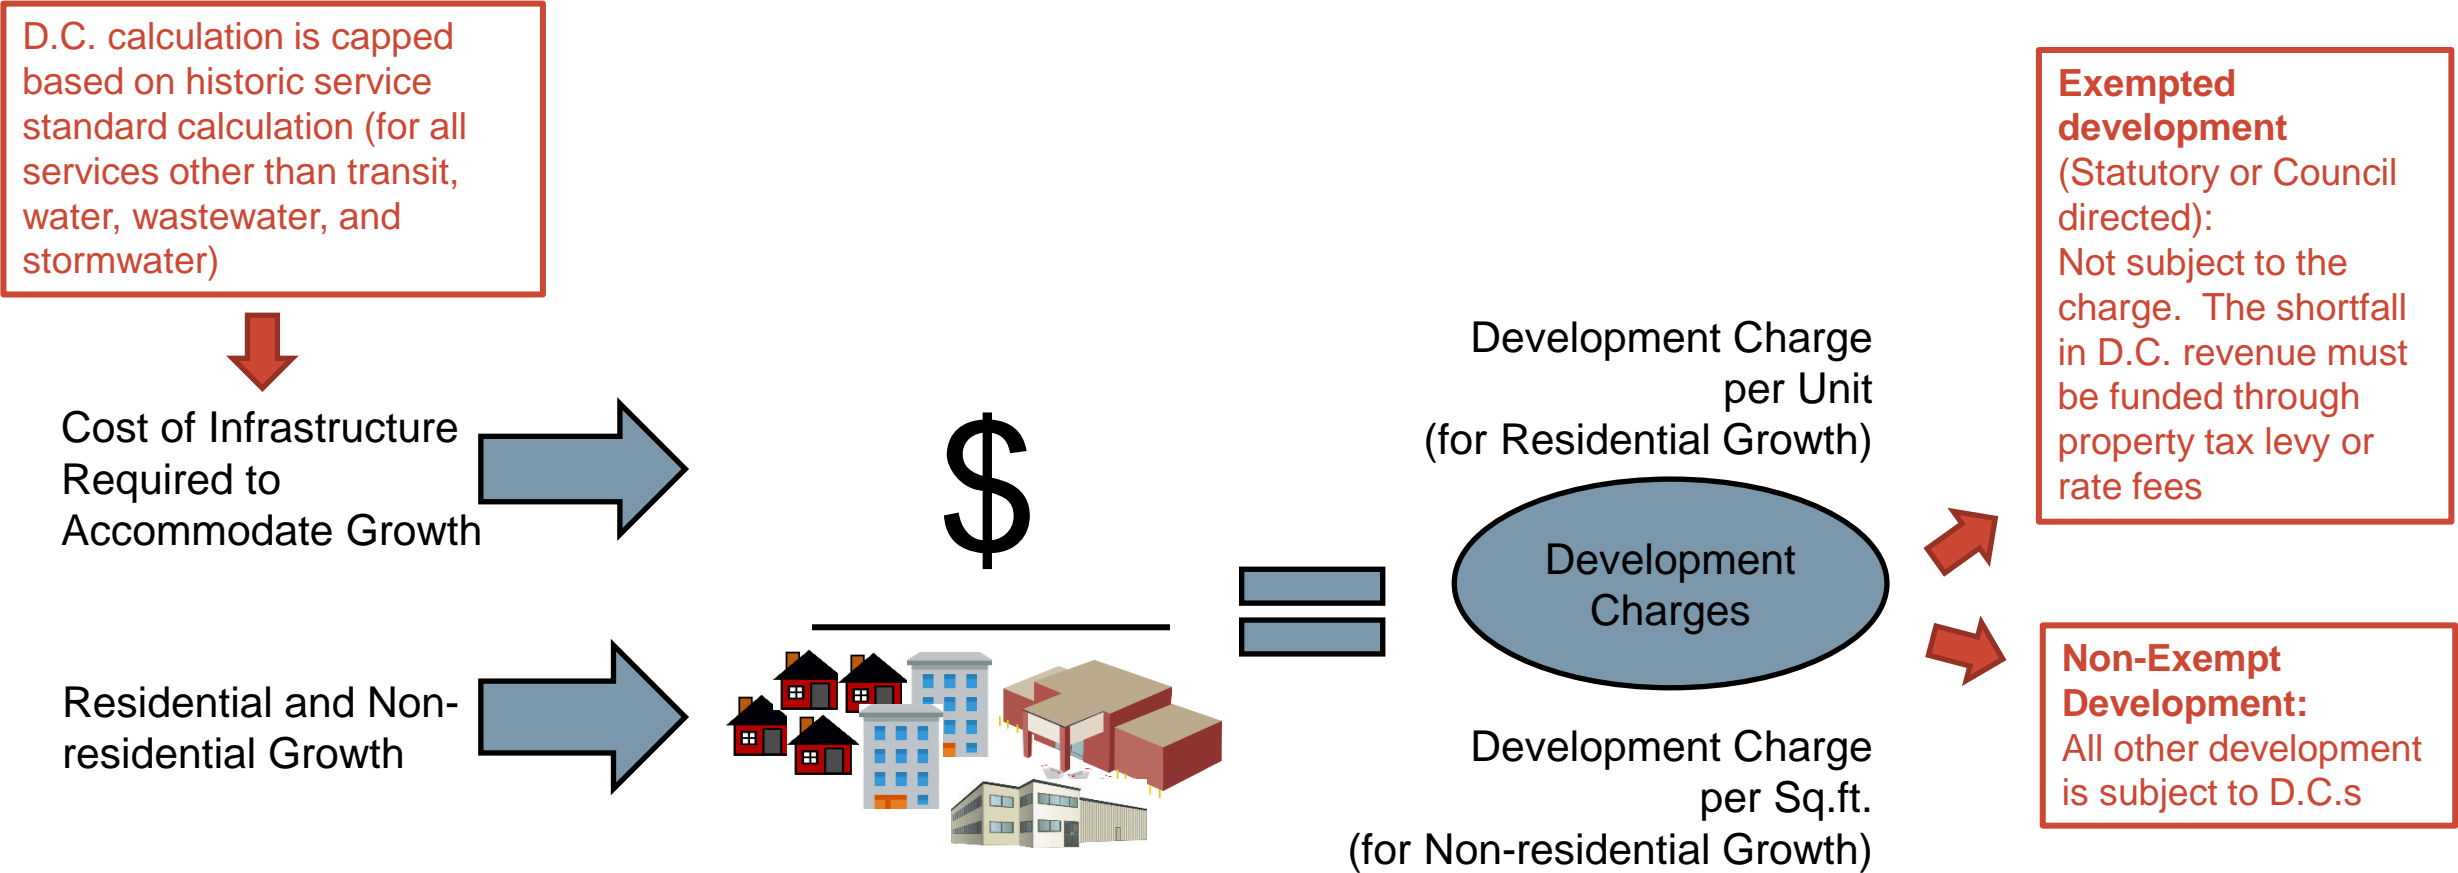 D.C. calculation is capped
based on historic service
standard calculation (for all
services other than transit,
water, wastewater, and
stormwater)
Cost of Infrastructure
Required to
Accommodate Growth
Residential and Non-
residential Growth
$
Development Charge
per Unit
(for Residential Growth)
Development
Charges
Development Charge
per Sq.ft.
(for Non-residential Growth)
Exempted
development
(Statutory or Council
directed):
Not subject to the
charge.  The shortfall
in D.C. revenue must
be funded through
property tax levy or
rate fees
Non-Exempt
Development:
All other development
is subject to D.C.s